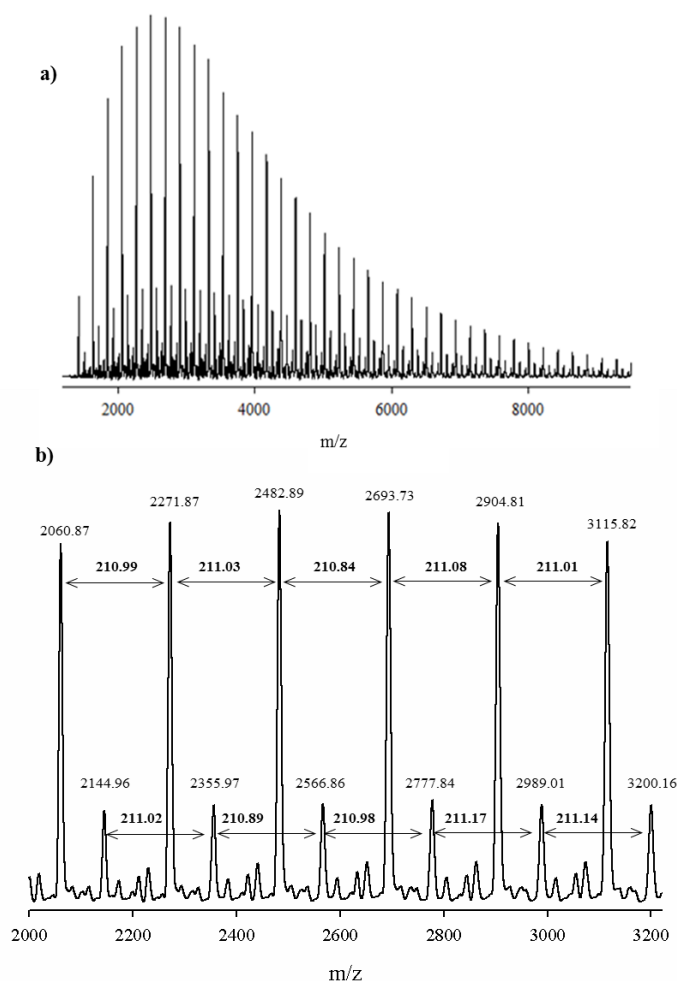 a)
2000 4000 6000 8000
m/z
b)
2060.87 2271.87 2482.89 2693.73 2904.81 3115.82
210.99 211.03 210.84 211.08 211.01
2144.96 2355.97 2566.86 2777.84 2989.01 3200.16
211.02 210.89 210.98 211.17 211.14
2000 2200 2400 2600 2800 3000 3200
m/z